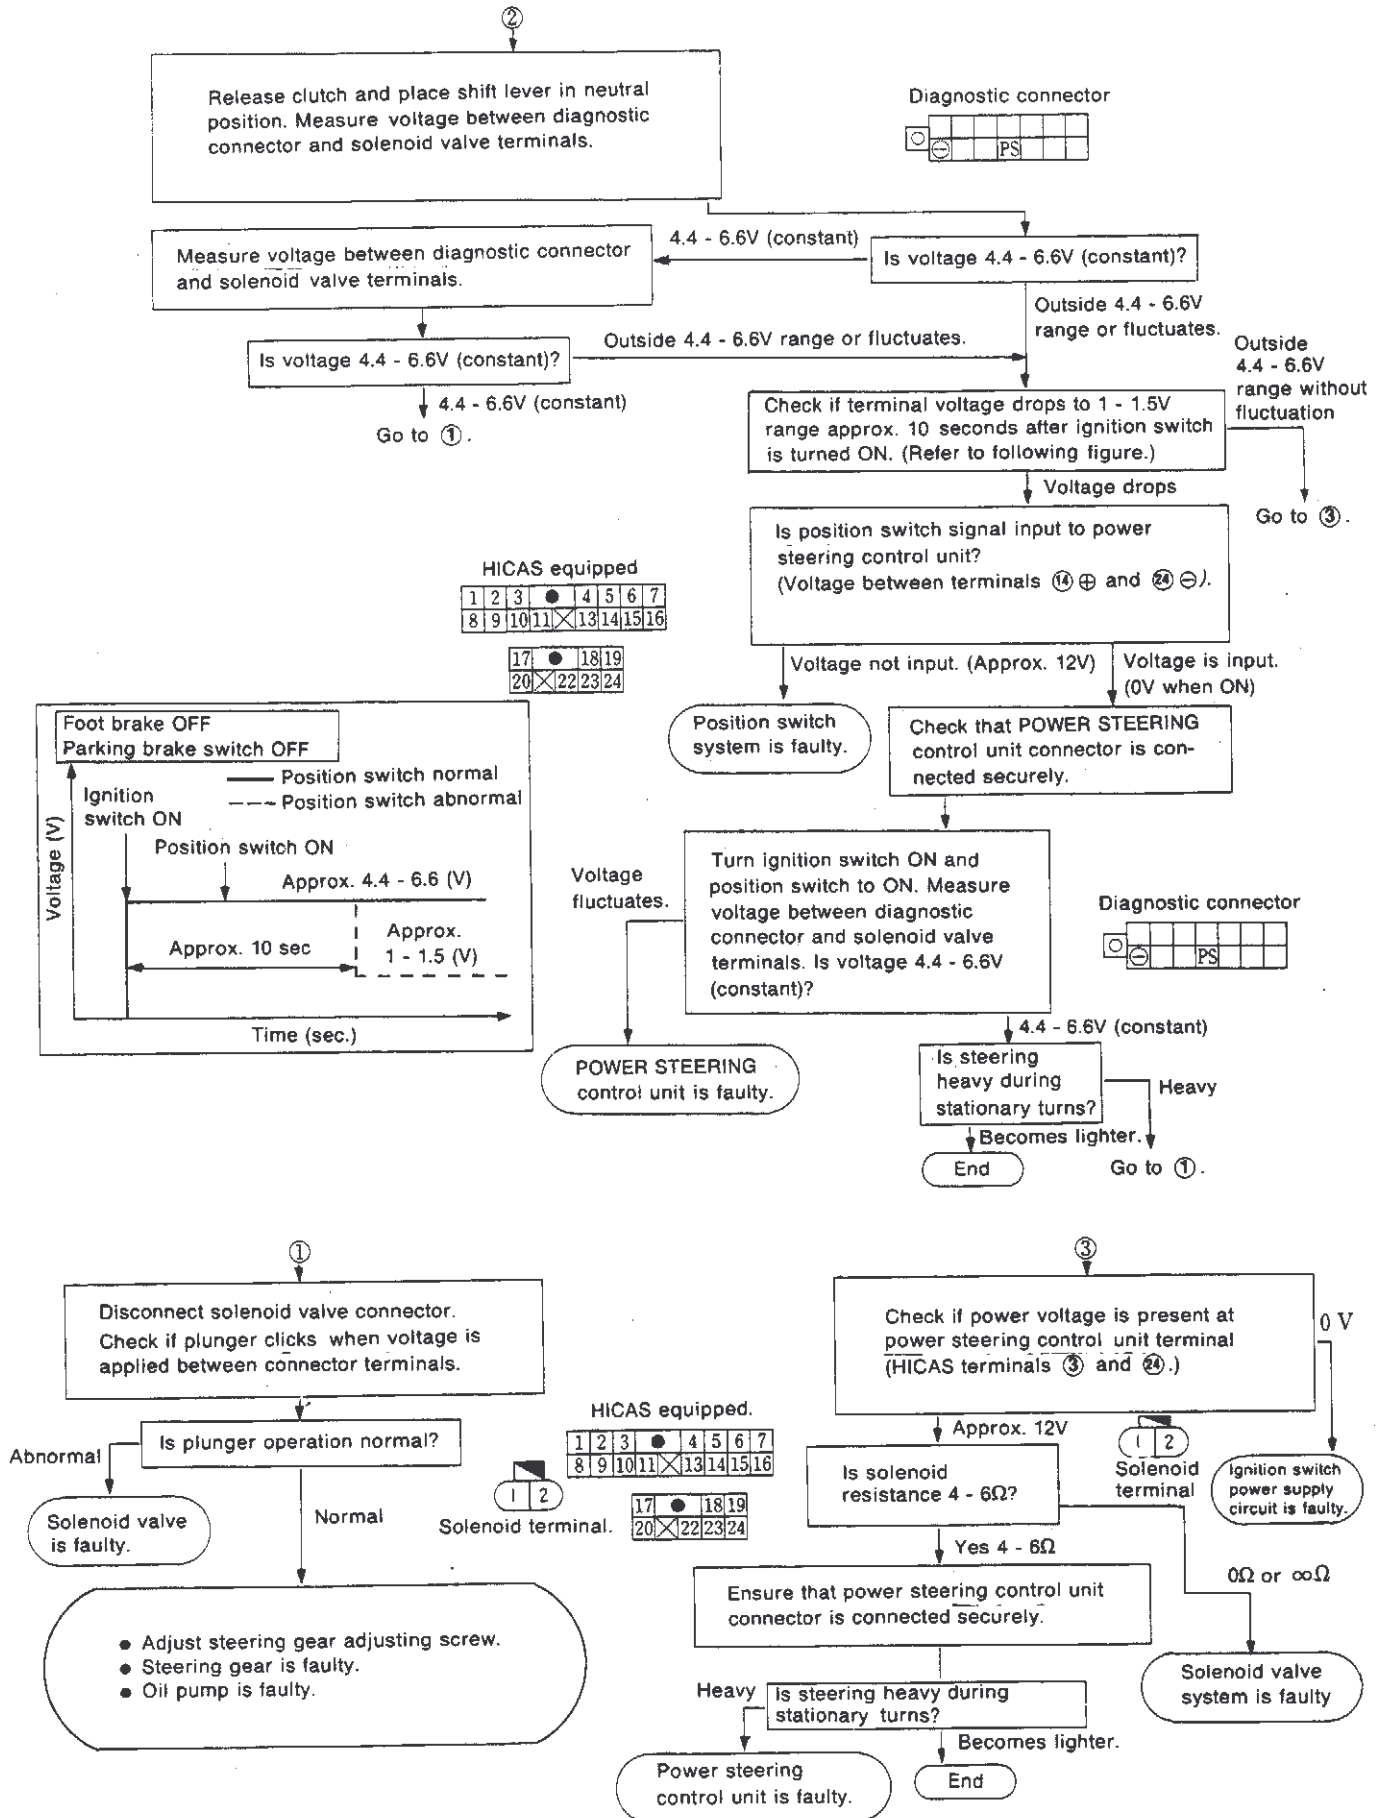 ②
Release clutch and place shift lever in neutral
position. Measure voltage between diagnostic
connector and solenoid valve terminals.
Diagnostic connector
⊖ PS
Measure voltage between diagnostic connector
and solenoid valve terminals.
4.4 - 6.6V (constant)
Is voltage 4.4 - 6.6V (constant)?
Outside 4.4 - 6.6V
range or fluctuates.
Is voltage 4.4 - 6.6V (constant)?
Outside 4.4 - 6.6V range or fluctuates.
4.4 - 6.6V (constant)
Go to ①.
Outside
4.4 - 6.6V
range without
fluctuation
Check if terminal voltage drops to 1 - 1.5V
range approx. 10 seconds after ignition switch
is turned ON. (Refer to following figure.)
Voltage drops
Go to ③.
Is position switch signal input to power
steering control unit?
(Voltage between terminals ⑭ ⊕ and ㉔ ⊖).
HICAS equipped
1 2 3 4 5 6 7
8 9 10 11 13 14 15 16
17 18 19
20 22 23 24
Voltage not input. (Approx. 12V)
Voltage is input.
(0V when ON)
Position switch
system is faulty.
Check that POWER STEERING
control unit connector is con-
nected securely.
Foot brake OFF
Parking brake switch OFF
Position switch normal
Position switch abnormal
Ignition
switch ON
Position switch ON
Voltage (V)
Approx. 4.4 - 6.6 (V)
Approx. 10 sec
Approx.
1 - 1.5 (V)
Time (sec.)
Voltage
fluctuates.
Turn ignition switch ON and
position switch to ON. Measure
voltage between diagnostic
connector and solenoid valve
terminals. Is voltage 4.4 - 6.6V
(constant)?
Diagnostic connector
⊖ PS
4.4 - 6.6V (constant)
POWER STEERING
control unit is faulty.
Is steering
heavy during
stationary turns?
Heavy
Becomes lighter.
End
Go to ①.
①
Disconnect solenoid valve connector.
Check if plunger clicks when voltage is
applied between connector terminals.
Is plunger operation normal?
Abnormal
Solenoid valve
is faulty.
Normal
HICAS equipped.
1 2 3 4 5 6 7
8 9 10 11 13 14 15 16
17 18 19
20 22 23 24
1 2
Solenoid terminal.
● Adjust steering gear adjusting screw.
● Steering gear is faulty.
● Oil pump is faulty.
③
Check if power voltage is present at
power steering control unit terminal
(HICAS terminals ③ and ㉔.)
0 V
Approx. 12V
1 2
Solenoid
terminal
Ignition switch
power supply
circuit is faulty.
Is solenoid
resistance 4 - 6Ω?
Yes 4 - 6Ω
0Ω or ∞Ω
Ensure that power steering control unit
connector is connected securely.
Solenoid valve
system is faulty
Heavy
Is steering heavy during
stationary turns?
Becomes lighter.
Power steering
control unit is faulty.
End